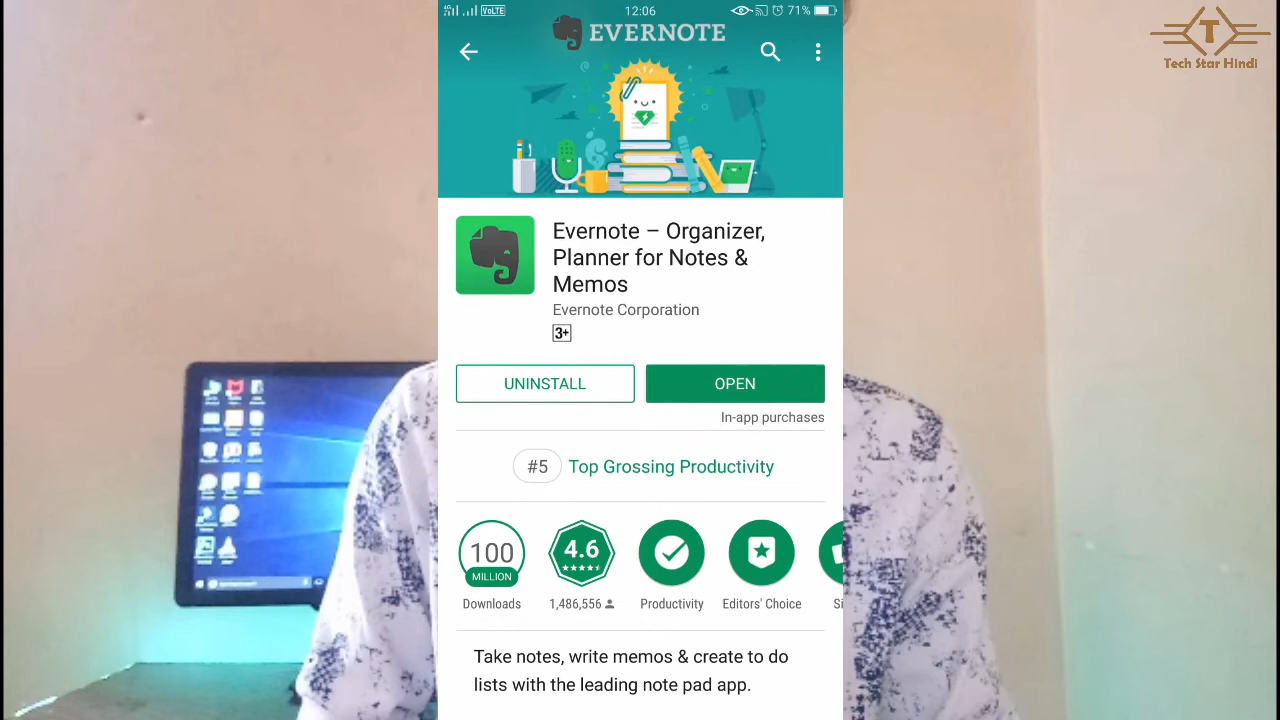 VoLTE
12:06
71%
EVERNOTE
T
Tech Star Hindi
Evernote – Organizer,
Planner for Notes &
Memos
Evernote Corporation
3+
UNINSTALL
OPEN
In-app purchases
#5 Top Grossing Productivity
100
MILLION
Downloads
4.6
1,486,556
Productivity
Editors' Choice
Si
Take notes, write memos & create to do
lists with the leading note pad app.